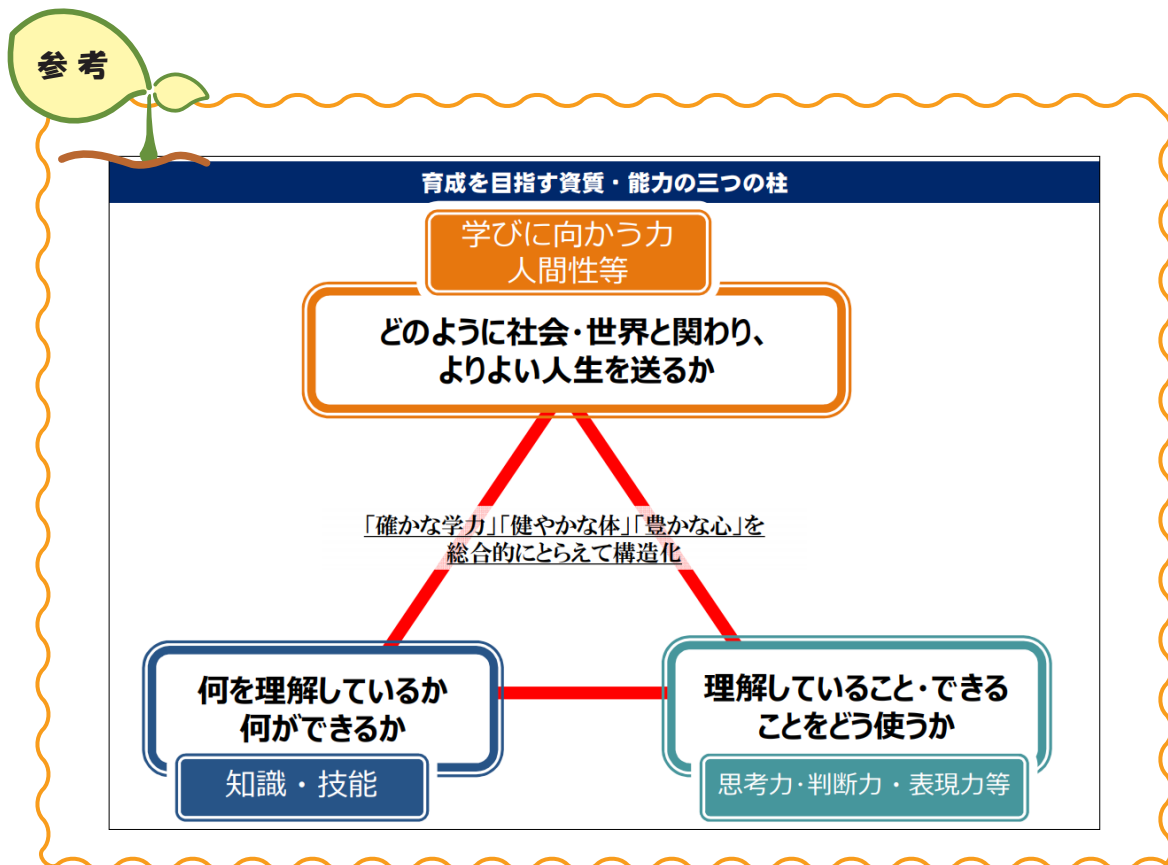 参考
育成を目指す資質・能力の三つの柱
学びに向かう力
人間性等
どのように社会・世界と関わり、
よりよい人生を送るか
「確かな学力」「健やかな体」「豊かな心」を
総合的にとらえて構造化
何を理解しているか
何ができるか
知識・技能
理解していること・できる
ことをどう使うか
思考力・判断力・表現力等